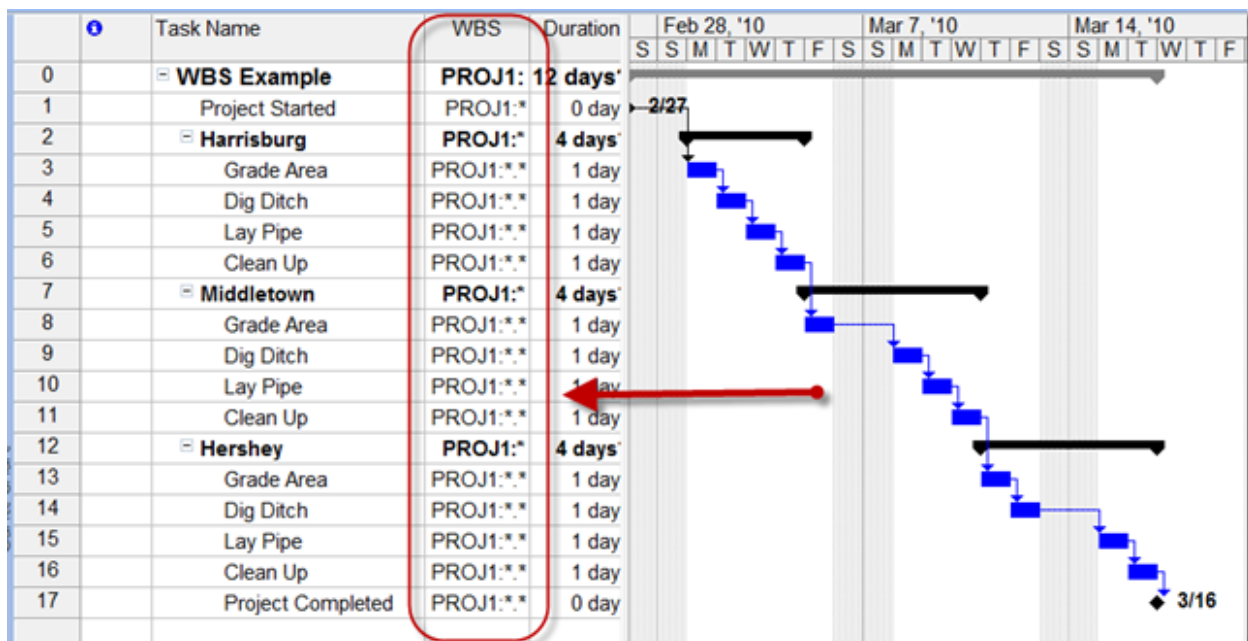 Task Name WBS Duration Feb 28, '10 Mar 7, '10 Mar 14, '10
S S M T W T F S S M T W T F S S M T W T F
0 WBS Example PROJ1: 12 days
1 Project Started PROJ1:* 0 day 2/27
2 Harrisburg PROJ1:* 4 days
3 Grade Area PROJ1:*.* 1 day
4 Dig Ditch PROJ1:*.* 1 day
5 Lay Pipe PROJ1:*.* 1 day
6 Clean Up PROJ1:*.* 1 day
7 Middletown PROJ1:* 4 days
8 Grade Area PROJ1:*.* 1 day
9 Dig Ditch PROJ1:*.* 1 day
10 Lay Pipe PROJ1:*.* 1 day
11 Clean Up PROJ1:*.* 1 day
12 Hershey PROJ1:* 4 days
13 Grade Area PROJ1:*.* 1 day
14 Dig Ditch PROJ1:*.* 1 day
15 Lay Pipe PROJ1:*.* 1 day
16 Clean Up PROJ1:*.* 1 day
17 Project Completed PROJ1:*.* 0 day 3/16